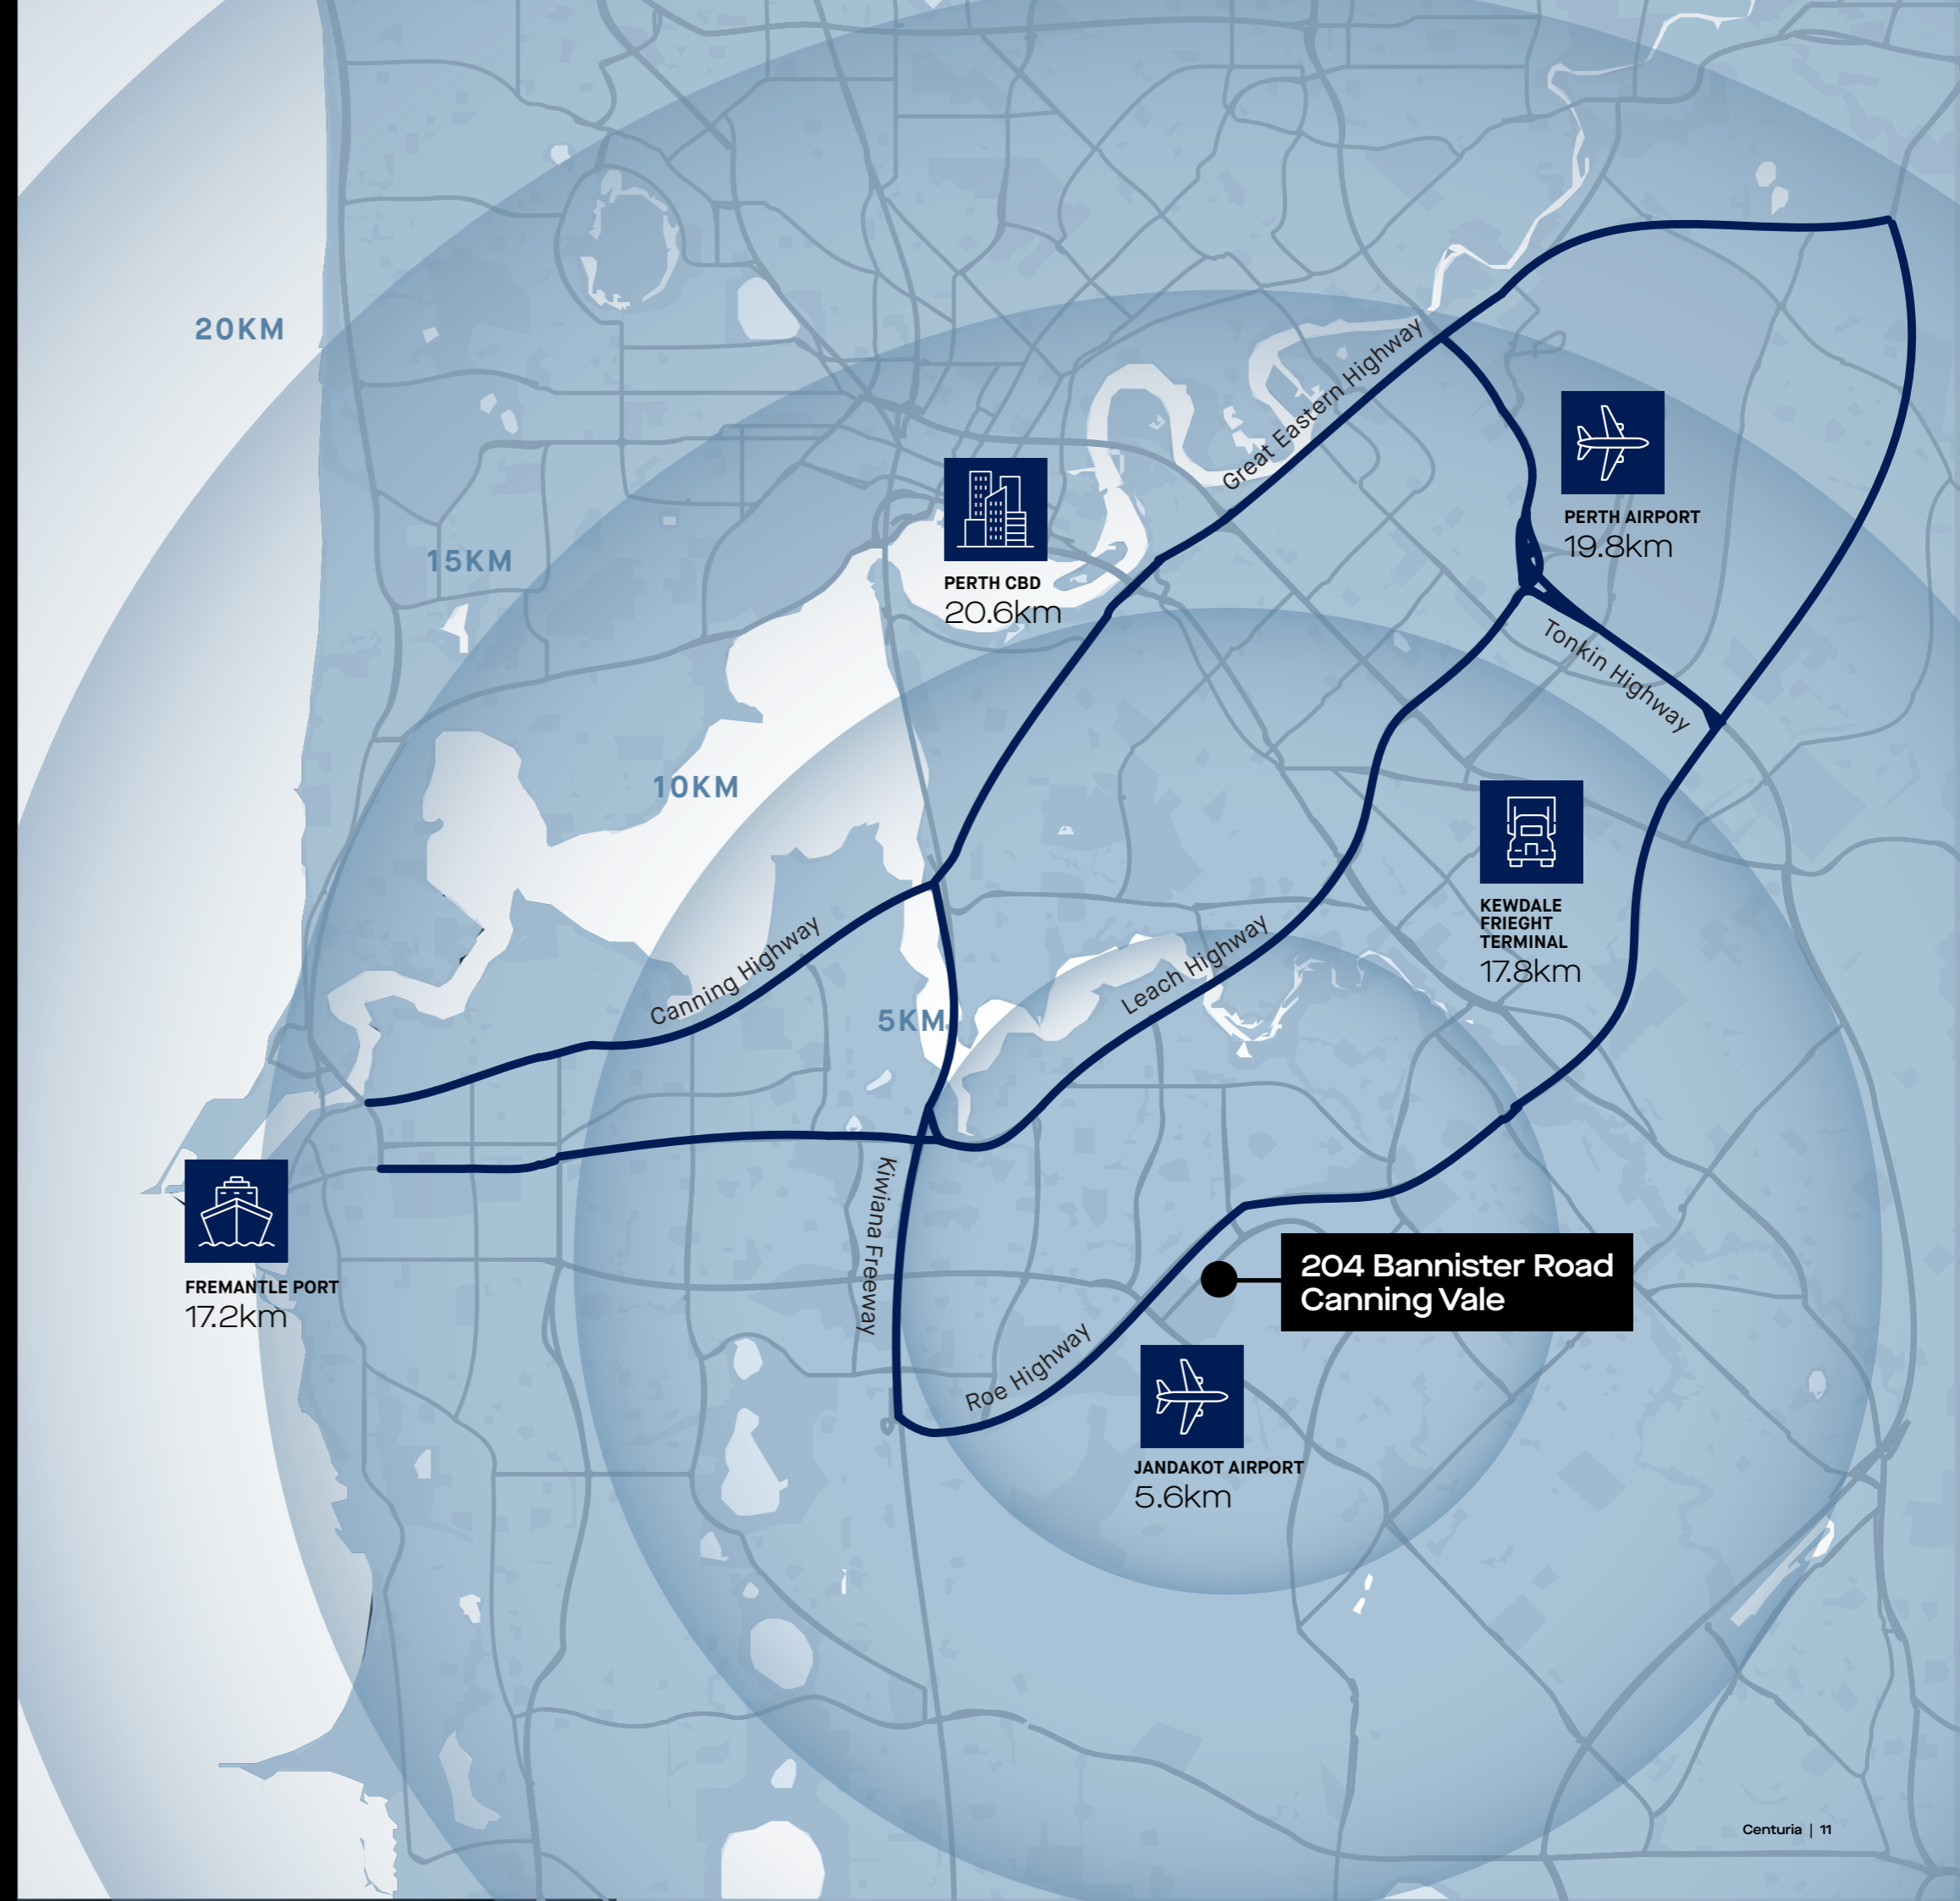 20KM
Great Eastern Highway
PERTH AIRPORT
19.8km
15KM
PERTH CBD
20.6km
Tonkin Highway
10KM
KEWDALE
FRIEGHT
TERMINAL
17.8km
Canning Highway
Leach Highway
5KM
Kiwiana Freeway
FREMANTLE PORT
17.2km
204 Bannister Road
Canning Vale
Roe Highway
JANDAKOT AIRPORT
5.6km
Centuria | 11